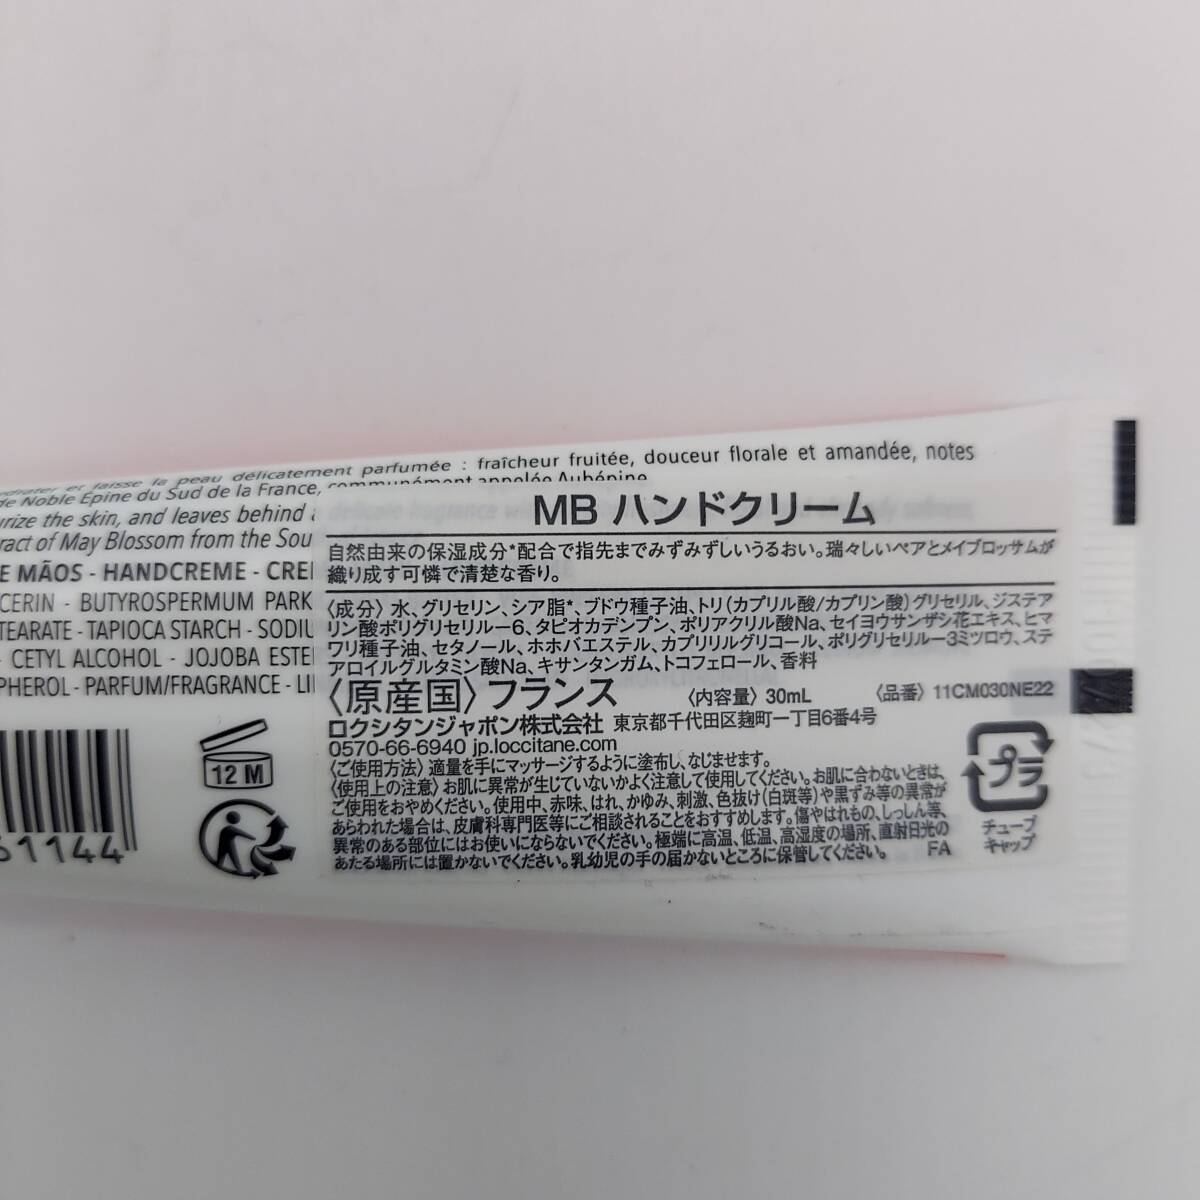 laisse la peau délicatement parfumée : fraîcheur fruitée, douceur florale et amandée, notes
de Noble Epine du Sud de la France, communément appelée Aubépine
the skin, and leaves behind
of May Blossom from the Sou
MÃOS - HANDCREME - CRE
CERIN - BUTYROSPERMUM PARK
TEARATE - TAPIOCA STARCH - SODIU
- CETYL ALCOHOL - JOJOBA ESTE
PHEROL - PARFUM/FRAGRANCE - LI
12 M
61144
MB ハンドクリーム
自然由来の保湿成分*配合で指先までみずみずしいうるおい。瑞々しいペアとメイブロッサムが
織り成す可憐で清楚な香り。
〈成分〉水、グリセリン、シア脂*、ブドウ種子油、トリ(カプリル酸/カプリン酸)グリセリル、ジステア
リン酸ポリグリセリル-6、タピオカデンプン、ポリアクリル酸Na、セイヨウサンザシ花エキス、ヒマ
ワリ種子油、セタノール、ホホバエステル、カプリリルグリコール、ポリグリセリル-3ミツロウ、ステ
アロイルグルタミン酸Na、キサンタンガム、トコフェロール、香料
〈原産国〉フランス 〈内容量〉30mL 〈品番〉11CM030NE22
ロクシタンジャポン株式会社 東京都千代田区麹町一丁目6番4号
0570-66-6940 jp.loccitane.com
〈ご使用方法〉適量を手にマッサージするように塗布し、なじませます。
〈使用上の注意〉お肌に異常が生じていないかよく注意して使用してください。お肌に合わないときは、
ご使用をおやめください。使用中、赤味、はれ、かゆみ、刺激、色抜け(白斑等)や黒ずみ等の異常が
あらわれた場合は、皮膚科専門医等にご相談されることをおすすめします。傷やはれもの、しっしん等、
異常のある部位にはお使いにならないでください。極端に高温、低温、高湿度の場所、直射日光の
あたる場所には置かないでください。乳幼児の手の届かないところに保管してください。 FA
プラ
チューブ
キャップ